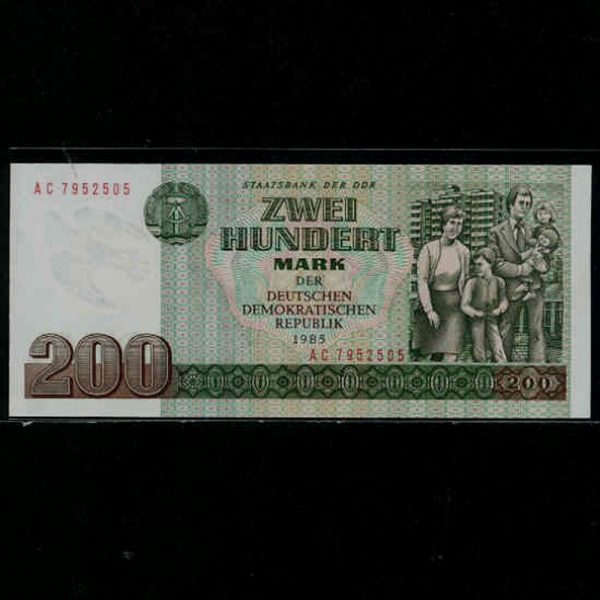 AC 7952505
STAATSBANK DER DDR
ZWEI
HUNDERT
MARK
DER
DEUTSCHEN
DEMOKRATISCHEN
REPUBLIK
1985
AC 7952505
200
200